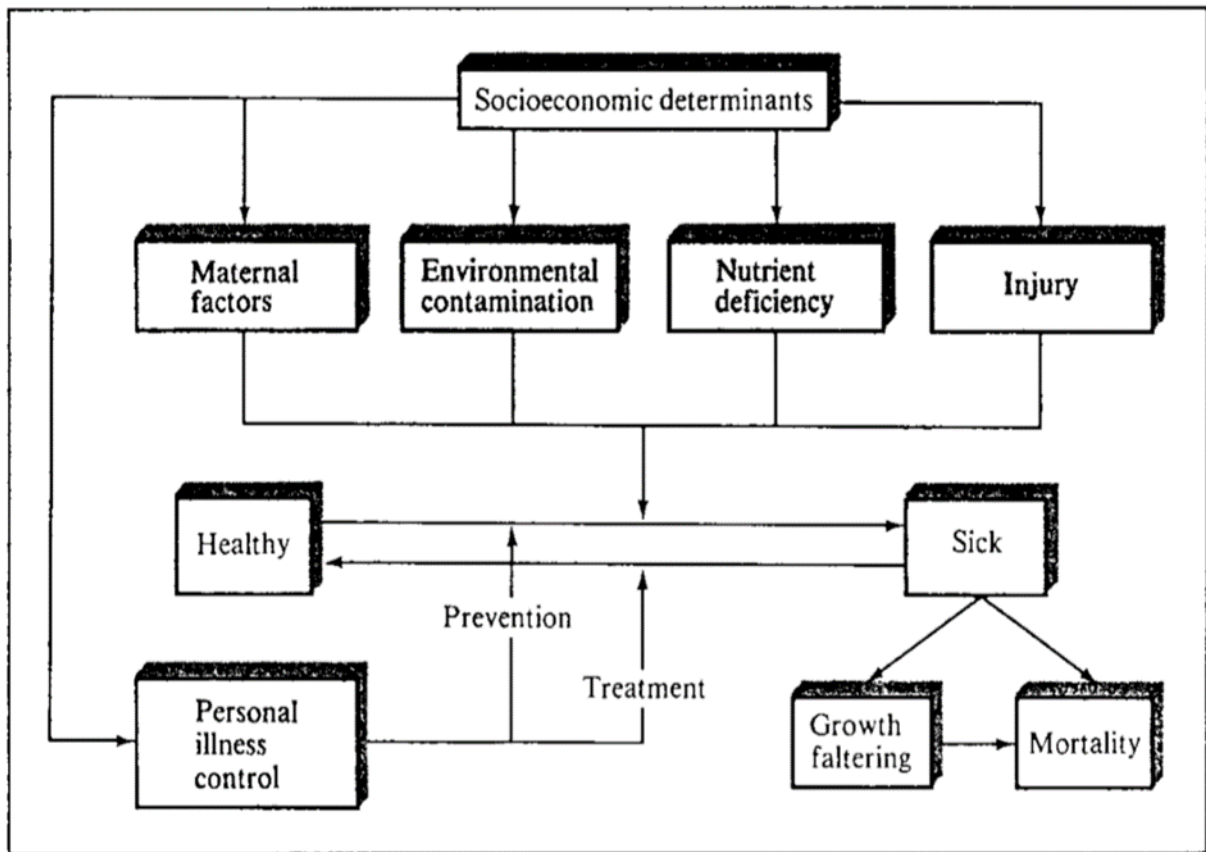 Socioeconomic determinants
Maternal
factors
Environmental
contamination
Nutrient
deficiency
Injury
Healthy
Sick
Prevention
Treatment
Personal
illness
control
Growth
faltering
Mortality